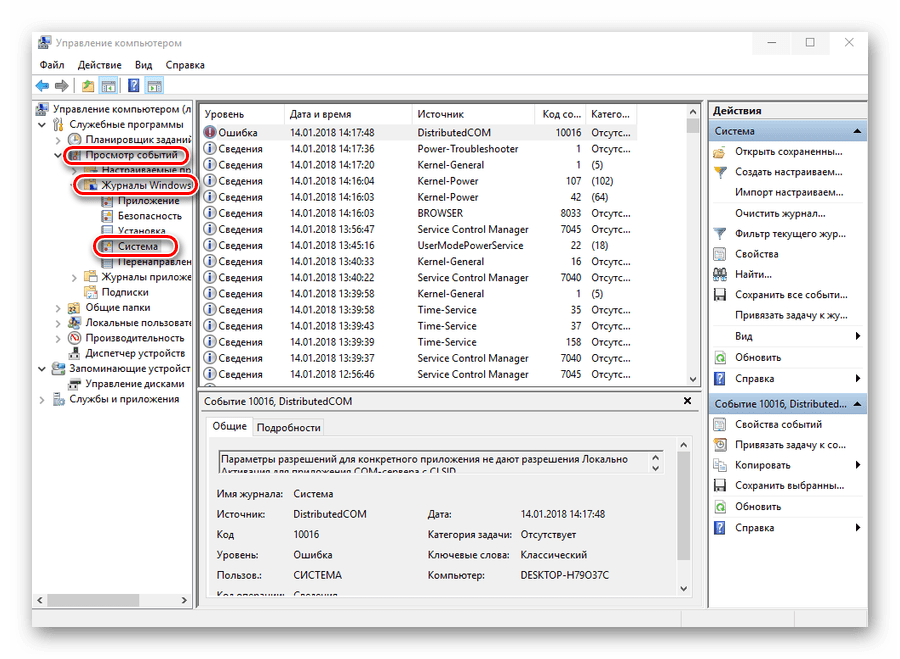 Управление компьютером
Файл Действие Вид Справка
Управление компьютером (л
Служебные программы
Планировщик заданий
Просмотр событий
Настраиваемые пр
Журналы Windows
Приложение
Безопасность
Установка
Система
Перенаправлен
Журналы приложе
Подписки
Общие папки
Локальные пользовате
Производительность
Диспетчер устройств
Запоминающие устройст
Управление дисками
Службы и приложения
Уровень Дата и время Источник Код со... Катего...
Ошибка 14.01.2018 14:17:48 DistributedCOM 10016 Отсутс...
Сведения 14.01.2018 14:17:36 Power-Troubleshooter 1 Отсутс...
Сведения 14.01.2018 14:17:20 Kernel-General 1 (5)
Сведения 14.01.2018 14:16:04 Kernel-Power 107 (102)
Сведения 14.01.2018 14:16:03 Kernel-Power 42 (64)
Сведения 14.01.2018 14:16:03 BROWSER 8033 Отсутс...
Сведения 14.01.2018 13:56:47 Service Control Manager 7045 Отсутс...
Сведения 14.01.2018 13:45:16 UserModePowerService 22 (18)
Сведения 14.01.2018 13:40:33 Kernel-General 16 Отсутс...
Сведения 14.01.2018 13:40:22 Service Control Manager 7040 Отсутс...
Сведения 14.01.2018 13:39:58 Kernel-General 1 (5)
Сведения 14.01.2018 13:39:58 Time-Service 35 Отсутс...
Сведения 14.01.2018 13:39:43 Time-Service 37 Отсутс...
Сведения 14.01.2018 13:39:39 Time-Service 158 Отсутс...
Сведения 14.01.2018 13:39:37 Service Control Manager 7040 Отсутс...
Сведения 14.01.2018 12:56:46 Service Control Manager 7045 Отсутс...
Событие 10016, DistributedCOM
Общие Подробности
Параметры разрешений для конкретного приложения не дают разрешения Локально
Активация для приложения COM-сервера с CLSID
Имя журнала: Система
Источник: DistributedCOM Дата: 14.01.2018 14:17:48
Код 10016 Категория задачи: Отсутствует
Уровень: Ошибка Ключевые слова: Классический
Пользов.: СИСТЕМА Компьютер: DESKTOP-H79O37C
Код операции: Сведения
Действия
Система
Открыть сохраненны...
Создать настраиваем...
Импорт настраиваем...
Очистить журнал...
Фильтр текущего жур...
Свойства
Найти...
Сохранить все событи...
Привязать задачу к жу...
Вид
Обновить
Справка
Событие 10016, Distributed...
Свойства событий
Привязать задачу к со...
Копировать
Сохранить выбранны...
Обновить
Справка